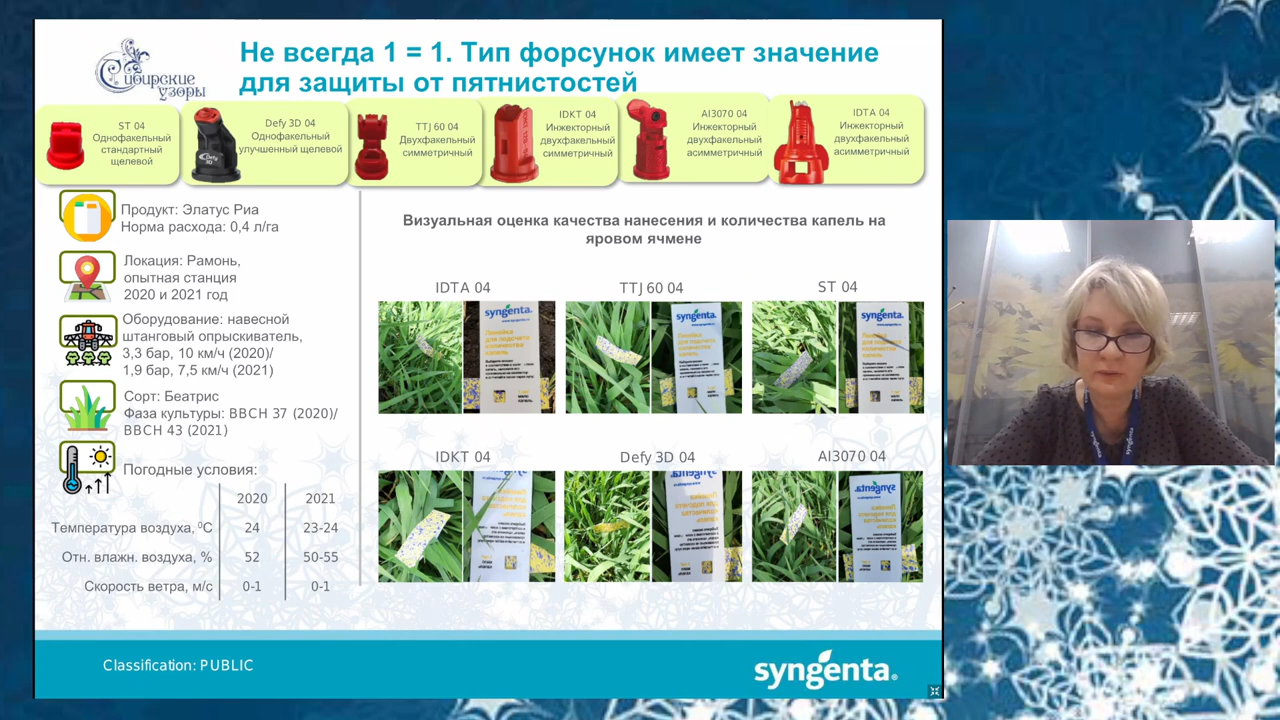 Сибирские
узоры
Не всегда 1 = 1. Тип форсунок имеет значение
для защиты от пятнистостей
ST 04
Однофакельный
стандартный
щелевой
Defy 3D 04
Однофакельный
улучшенный щелевой
TTJ 60 04
Двухфакельный
симметричный
IDKT 04
Инжекторный
двухфакельный
симметричный
AI3070 04
Инжекторный
двухфакельный
асимметричный
IDTA 04
Инжекторный
двухфакельный
асимметричный
Продукт: Элатус Риа
Норма расхода: 0,4 л/га
Локация: Рамонь,
опытная станция
2020 и 2021 год
Оборудование: навесной
штанговый опрыскиватель,
3,3 бар, 10 км/ч (2020)/
1,9 бар, 7,5 км/ч (2021)
Сорт: Беатрис
Фаза культуры: BBCH 37 (2020)/
BBCH 43 (2021)
Погодные условия:
2020 2021
Температура воздуха, ⁰C 24 23-24
Отн. влажн. воздуха, % 52 50-55
Скорость ветра, м/с 0-1 0-1
Визуальная оценка качества нанесения и количества капель на
яровом ячмене
IDTA 04 TTJ 60 04 ST 04
syngenta.
Линейка
для подсчета
количества
капель
syngenta.
syngenta.
IDKT 04 Defy 3D 04 AI3070 04
syngenta.
syngenta.
syngenta.
Classification: PUBLIC
syngenta®